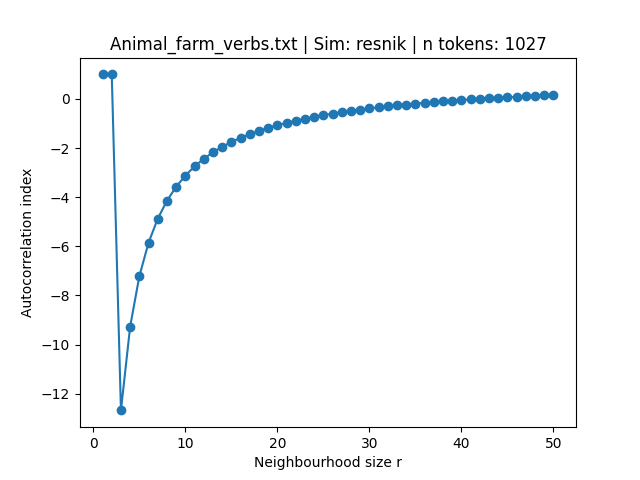 Animal_farm_verbs.txt | Sim: resnik | n tokens: 1027
0
−2
−4
−6
−8
−10
−12
Autocorrelation index
0 10 20 30 40 50
Neighbourhood size r